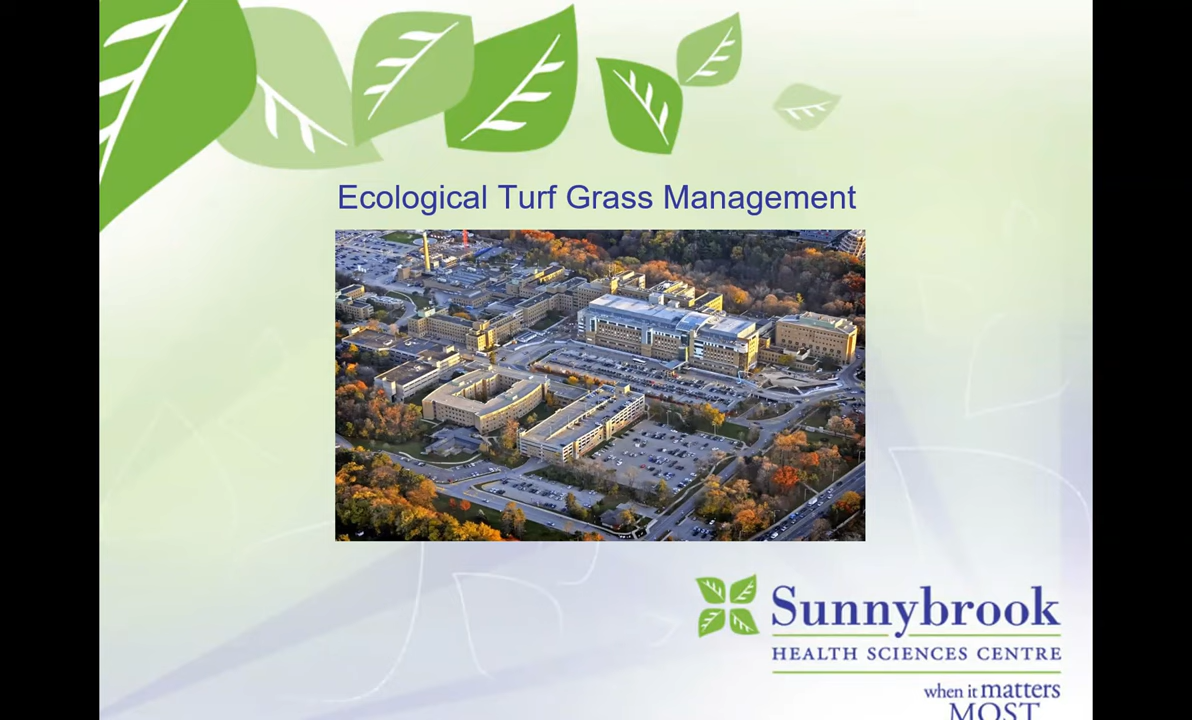 Ecological Turf Grass Management
Sunnybrook
HEALTH SCIENCES CENTRE
when it matters
MOST